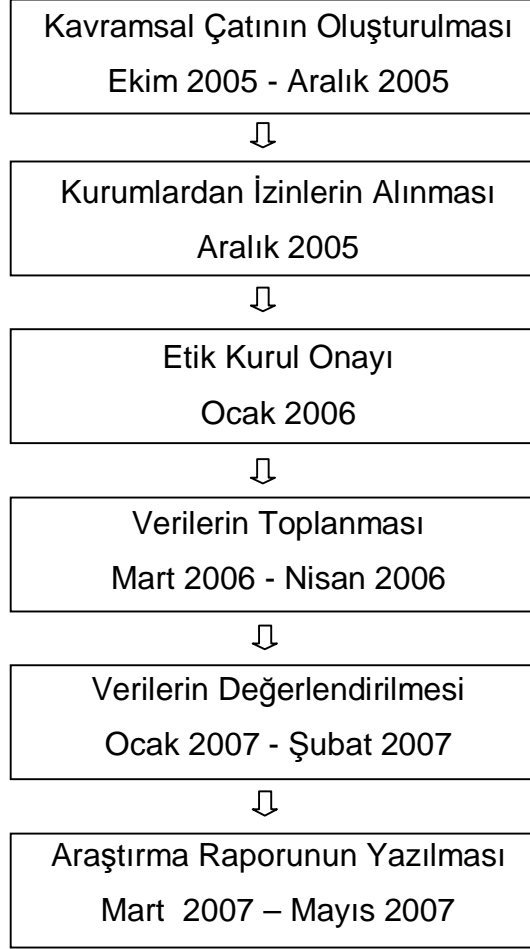 Kavramsal Çatının Oluşturulması
Ekim 2005 - Aralık 2005
Kurumlardan İzinlerin Alınması
Aralık 2005
Etik Kurul Onayı
Ocak 2006
Verilerin Toplanması
Mart 2006 - Nisan 2006
Verilerin Değerlendirilmesi
Ocak 2007 - Şubat 2007
Araştırma Raporunun Yazılması
Mart  2007 – Mayıs 2007